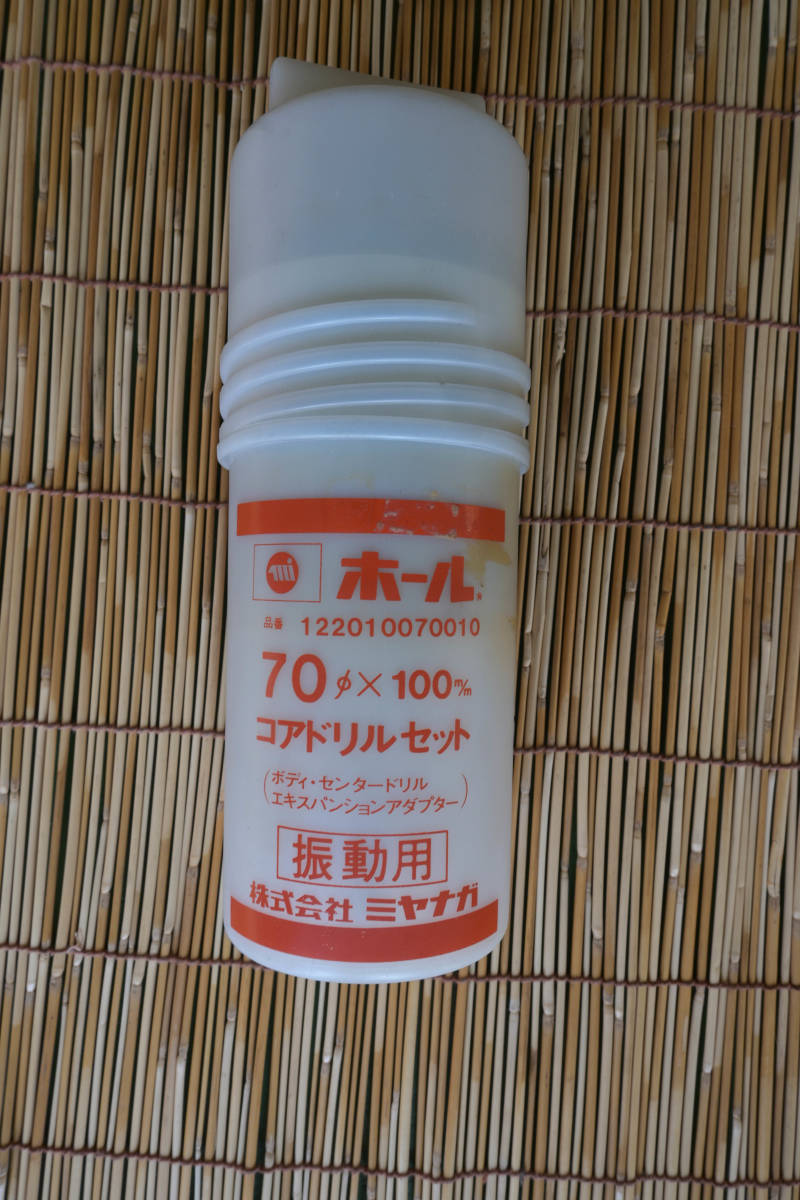 mi ホール®
品番 122010070010
70φ×100m/m
コアドリルセット
(ボディ・センタードリル
エキスパンションアダプター)
振動用
株式会社 ミヤナガ